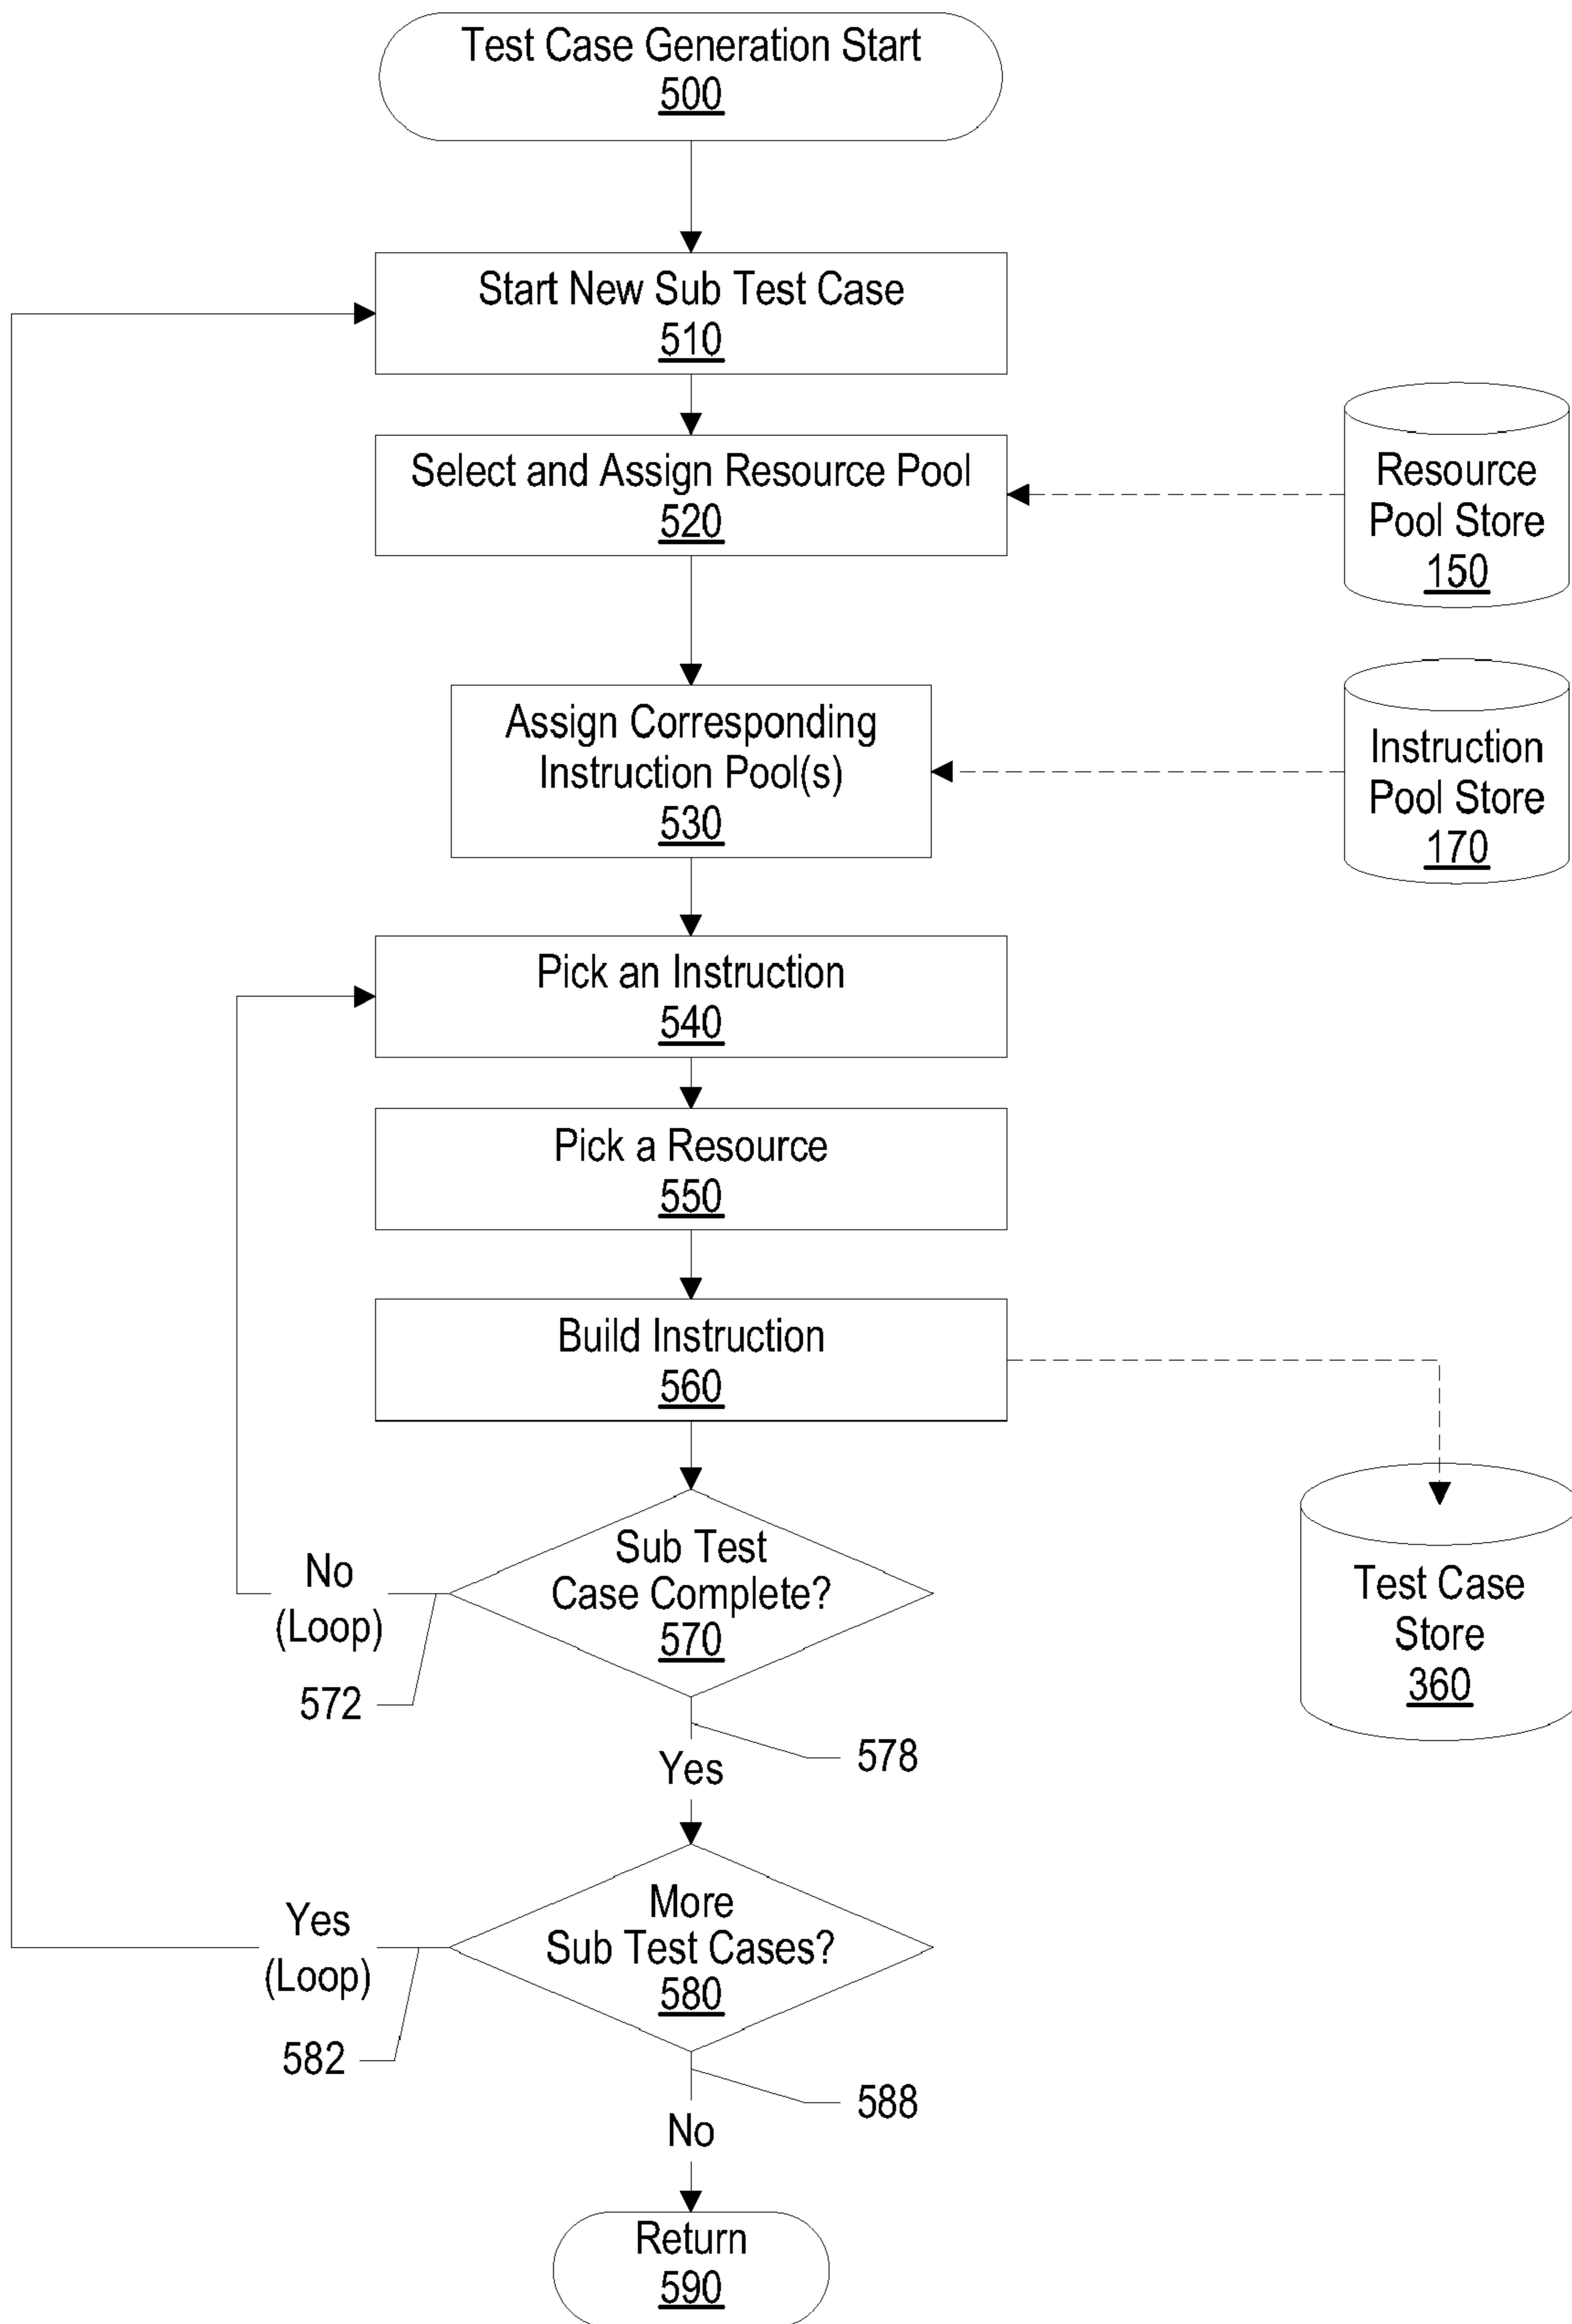 Test Case Generation Start
500
Start New Sub Test Case
510
Select and Assign Resource Pool
520
Resource
Pool Store
150
Assign Corresponding
Instruction Pool(s)
530
Instruction
Pool Store
170
Pick an Instruction
540
Pick a Resource
550
Build Instruction
560
Sub Test
Case Complete?
570
No
(Loop)
572
Test Case
Store
360
578
Yes
More
Sub Test Cases?
580
Yes
(Loop)
582
588
No
Return
590